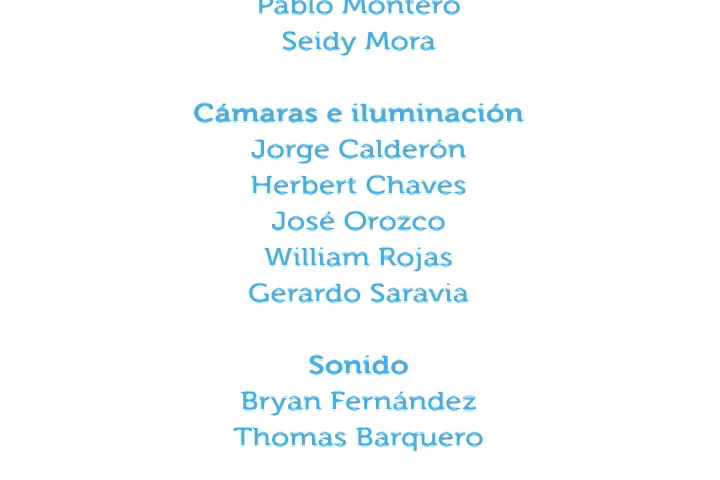 Pablo Montero
Seidy Mora
Cámaras e iluminación
Jorge Calderón
Herbert Chaves
José Orozco
William Rojas
Gerardo Saravia
Sonido
Bryan Fernández
Thomas Barquero